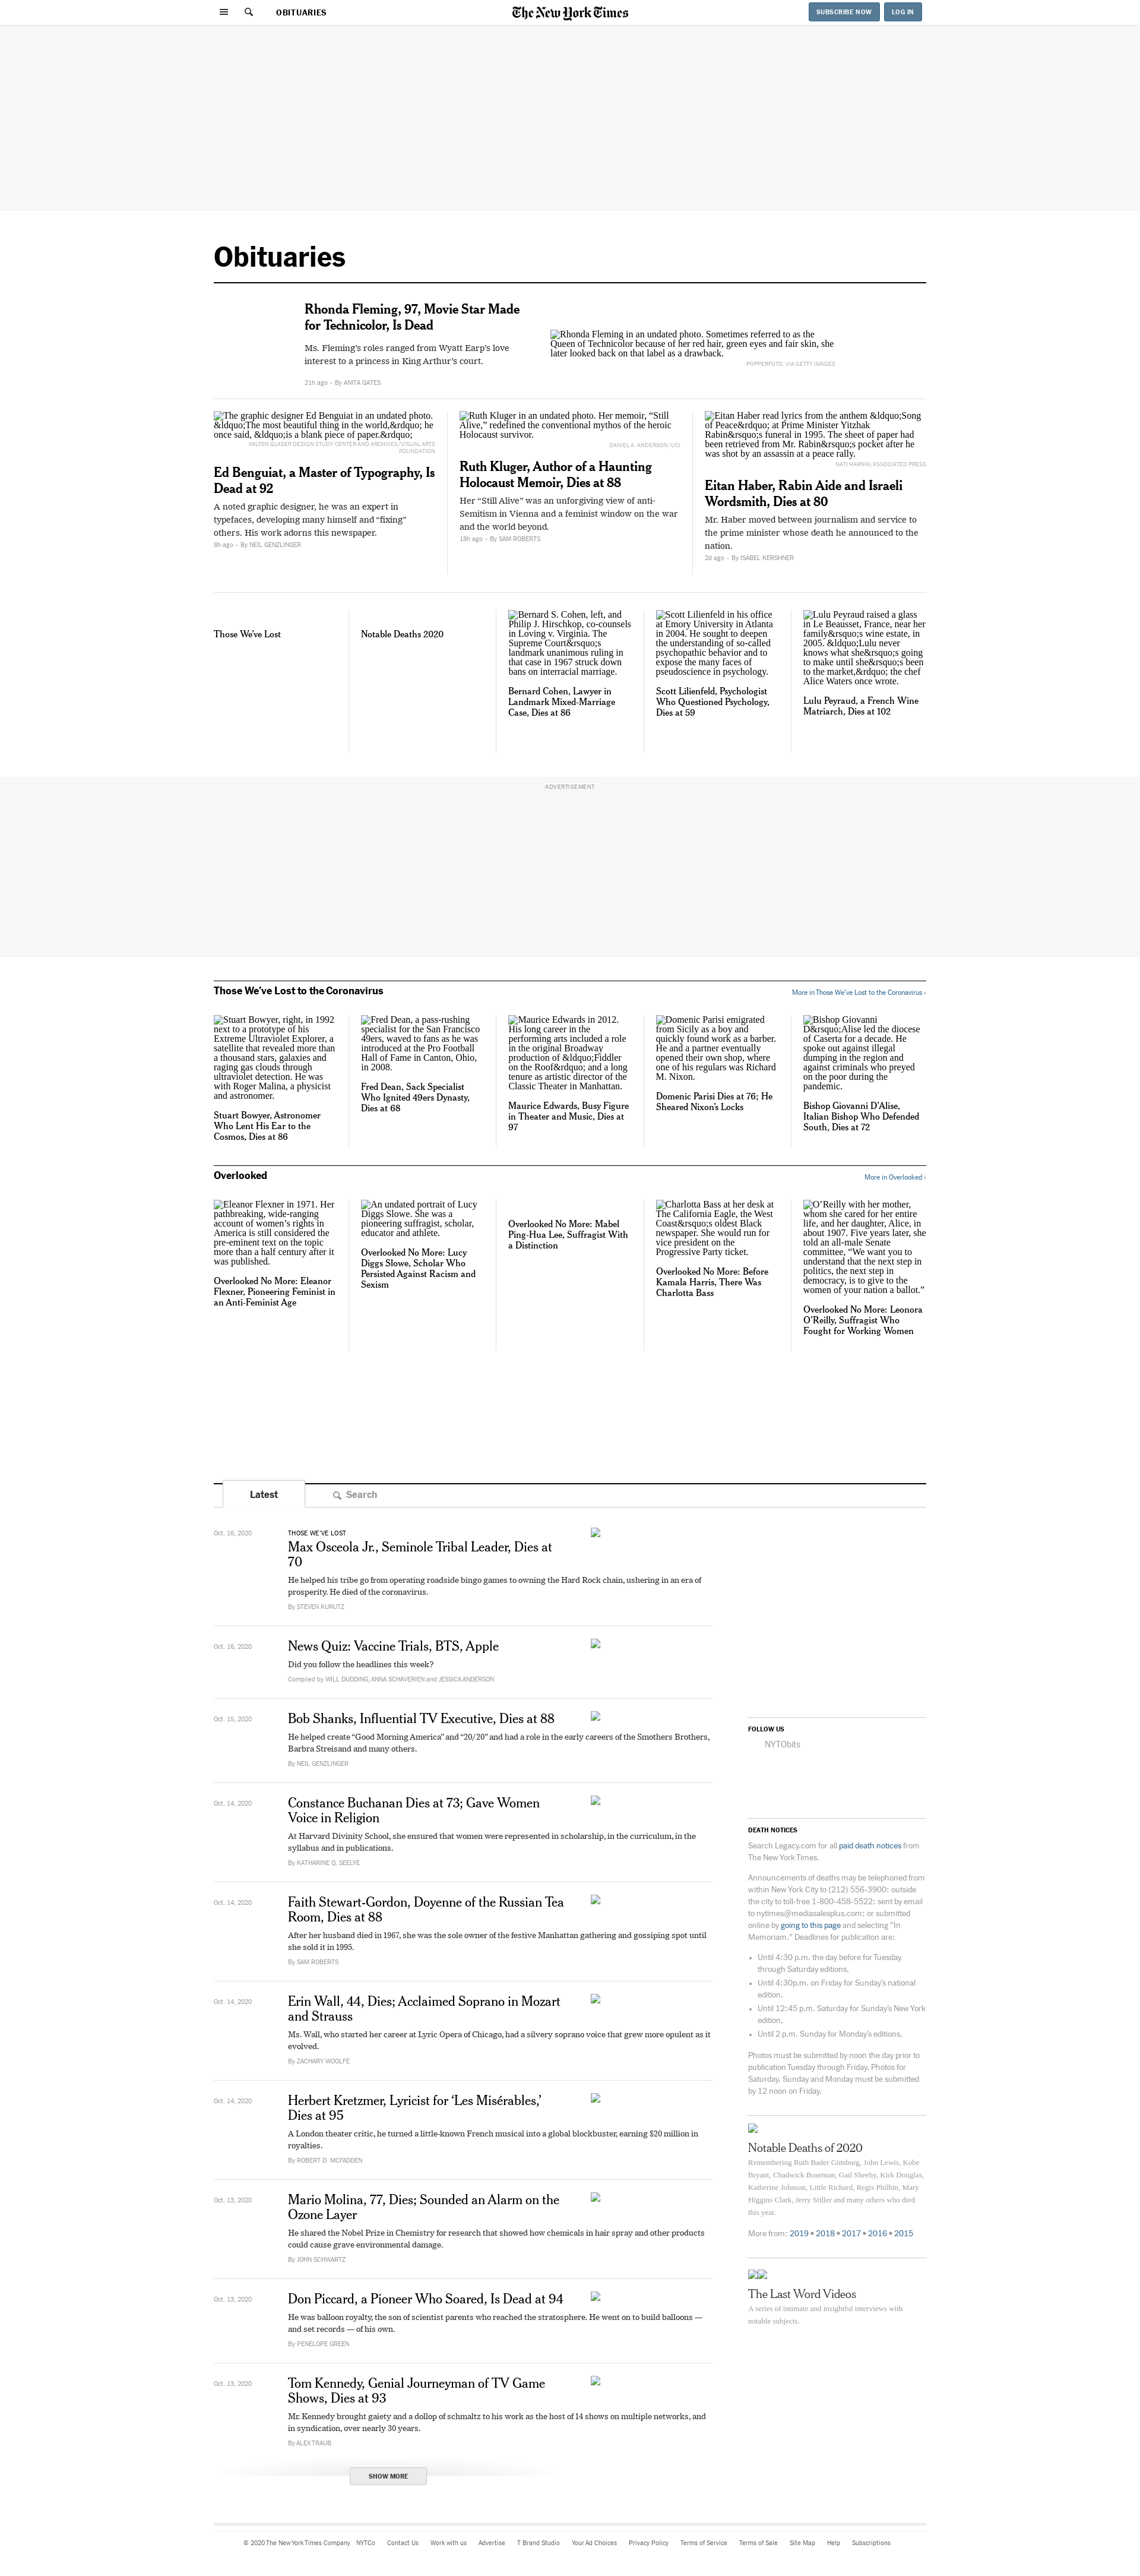 OBITUARIES
The New York Times
SUBSCRIBE NOW
LOG IN
Obituaries
Rhonda Fleming, 97, Movie Star Made
for Technicolor, Is Dead
Ms. Fleming's roles ranged from Wyatt Earp's love
interest to a princess in King Arthur's court.
21h ago • By ANITA GATES
Rhonda Fleming in an undated photo. Sometimes referred to as the
Queen of Technicolor because of her red hair, green eyes and fair skin, she
later looked back on that label as a drawback.
POPPERFOTO, VIA GETTY IMAGES
The graphic designer Ed Benguiat in an undated photo.
&ldquo;The most beautiful thing in the world,&rdquo; he
once said, &ldquo;is a blank piece of paper.&rdquo;
MILTON GLASER DESIGN STUDY CENTER AND ARCHIVES/VISUAL ARTS
FOUNDATION
Ed Benguiat, a Master of Typography, Is
Dead at 92
A noted graphic designer, he was an expert in
typefaces, developing many himself and “fixing”
others. His work adorns this newspaper.
8h ago • By NEIL GENZLINGER
Ruth Kluger in an undated photo. Her memoir, “Still
Alive,” redefined the conventional mythos of the heroic
Holocaust survivor.
DANIEL A. ANDERSON/UCI
Ruth Kluger, Author of a Haunting
Holocaust Memoir, Dies at 88
Her “Still Alive” was an unforgiving view of anti-
Semitism in Vienna and a feminist window on the war
and the world beyond.
18h ago • By SAM ROBERTS
Eitan Haber read lyrics from the anthem &ldquo;Song
of Peace&rdquo; at Prime Minister Yitzhak
Rabin&rsquo;s funeral in 1995. The sheet of paper had
been retrieved from Mr. Rabin&rsquo;s pocket after he
was shot by an assassin at a peace rally.
NATI HARNIK/ASSOCIATED PRESS
Eitan Haber, Rabin Aide and Israeli
Wordsmith, Dies at 80
Mr. Haber moved between journalism and service to
the prime minister whose death he announced to the
nation.
2d ago • By ISABEL KERSHNER
Those We've Lost
Notable Deaths 2020
Bernard S. Cohen, left, and
Philip J. Hirschkop, co-counsels
in Loving v. Virginia. The
Supreme Court&rsquo;s
landmark unanimous ruling in
that case in 1967 struck down
bans on interracial marriage.
Bernard Cohen, Lawyer in
Landmark Mixed-Marriage
Case, Dies at 86
Scott Lilienfeld in his office
at Emory University in Atlanta
in 2004. He sought to deepen
the understanding of so-called
psychopathic behavior and to
expose the many faces of
pseudoscience in psychology.
Scott Lilienfeld, Psychologist
Who Questioned Psychology,
Dies at 59
Lulu Peyraud raised a glass
in Le Beausset, France, near her
family&rsquo;s wine estate, in
2005. &ldquo;Lulu never
knows what she&rsquo;s going
to make until she&rsquo;s been
to the market,&rdquo; the chef
Alice Waters once wrote.
Lulu Peyraud, a French Wine
Matriarch, Dies at 102
ADVERTISEMENT
Those We've Lost to the Coronavirus
More in Those We've Lost to the Coronavirus ›
Stuart Bowyer, right, in 1992
next to a prototype of his
Extreme Ultraviolet Explorer, a
satellite that revealed more than
a thousand stars, galaxies and
raging gas clouds through
ultraviolet detection. He was
with Roger Malina, a physicist
and astronomer.
Stuart Bowyer, Astronomer
Who Lent His Ear to the
Cosmos, Dies at 86
Fred Dean, a pass-rushing
specialist for the San Francisco
49ers, waved to fans as he was
introduced at the Pro Football
Hall of Fame in Canton, Ohio,
in 2008.
Fred Dean, Sack Specialist
Who Ignited 49ers Dynasty,
Dies at 68
Maurice Edwards in 2012.
His long career in the
performing arts included a role
in the original Broadway
production of &ldquo;Fiddler
on the Roof&rdquo; and a long
tenure as artistic director of the
Classic Theater in Manhattan.
Maurice Edwards, Busy Figure
in Theater and Music, Dies at
97
Domenic Parisi emigrated
from Sicily as a boy and
quickly found work as a barber.
He and a partner eventually
opened their own shop, where
one of his regulars was Richard
M. Nixon.
Domenic Parisi Dies at 76; He
Sheared Nixon's Locks
Bishop Giovanni
D&rsquo;Alise led the diocese
of Caserta for a decade. He
spoke out against illegal
dumping in the region and
against criminals who preyed
on the poor during the
pandemic.
Bishop Giovanni D'Alise,
Italian Bishop Who Defended
South, Dies at 72
Overlooked
More in Overlooked ›
Eleanor Flexner in 1971. Her
pathbreaking, wide-ranging
account of women's rights in
America is still considered the
pre-eminent text on the topic
more than a half century after it
was published.
Overlooked No More: Eleanor
Flexner, Pioneering Feminist in
an Anti-Feminist Age
An undated portrait of Lucy
Diggs Slowe. She was a
pioneering suffragist, scholar,
educator and athlete.
Overlooked No More: Lucy
Diggs Slowe, Scholar Who
Persisted Against Racism and
Sexism
Overlooked No More: Mabel
Ping-Hua Lee, Suffragist With
a Distinction
Charlotta Bass at her desk at
The California Eagle, the West
Coast&rsquo;s oldest Black
newspaper. She would run for
vice president on the
Progressive Party ticket.
Overlooked No More: Before
Kamala Harris, There Was
Charlotta Bass
O'Reilly with her mother,
whom she cared for her entire
life, and her daughter, Alice, in
about 1907. Five years later, she
told an all-male Senate
committee, “We want you to
understand that the next step in
politics, the next step in
democracy, is to give to the
women of your nation a ballot.”
Overlooked No More: Leonora
O'Reilly, Suffragist Who
Fought for Working Women
Latest
Search
Oct. 16, 2020
THOSE WE'VE LOST
Max Osceola Jr., Seminole Tribal Leader, Dies at
70
He helped his tribe go from operating roadside bingo games to owning the Hard Rock chain, ushering in an era of
prosperity. He died of the coronavirus.
By STEVEN KURUTZ
Oct. 16, 2020
News Quiz: Vaccine Trials, BTS, Apple
Did you follow the headlines this week?
Compiled by WILL DUDDING, ANNA SCHAVERIEN and JESSICA ANDERSON
Oct. 15, 2020
Bob Shanks, Influential TV Executive, Dies at 88
He helped create “Good Morning America” and “20/20” and had a role in the early careers of the Smothers Brothers,
Barbra Streisand and many others.
By NEIL GENZLINGER
Oct. 14, 2020
Constance Buchanan Dies at 73; Gave Women
Voice in Religion
At Harvard Divinity School, she ensured that women were represented in scholarship, in the curriculum, in the
syllabus and in publications.
By KATHARINE Q. SEELYE
Oct. 14, 2020
Faith Stewart-Gordon, Doyenne of the Russian Tea
Room, Dies at 88
After her husband died in 1967, she was the sole owner of the festive Manhattan gathering and gossiping spot until
she sold it in 1995.
By SAM ROBERTS
Oct. 14, 2020
Erin Wall, 44, Dies; Acclaimed Soprano in Mozart
and Strauss
Ms. Wall, who started her career at Lyric Opera of Chicago, had a silvery soprano voice that grew more opulent as it
evolved.
By ZACHARY WOOLFE
Oct. 14, 2020
Herbert Kretzmer, Lyricist for ‘Les Misérables,’
Dies at 95
A London theater critic, he turned a little-known French musical into a global blockbuster, earning $20 million in
royalties.
By ROBERT D. MCFADDEN
Oct. 13, 2020
Mario Molina, 77, Dies; Sounded an Alarm on the
Ozone Layer
He shared the Nobel Prize in Chemistry for research that showed how chemicals in hair spray and other products
could cause grave environmental damage.
By JOHN SCHWARTZ
Oct. 13, 2020
Don Piccard, a Pioneer Who Soared, Is Dead at 94
He was balloon royalty, the son of scientist parents who reached the stratosphere. He went on to build balloons —
and set records — of his own.
By PENELOPE GREEN
Oct. 13, 2020
Tom Kennedy, Genial Journeyman of TV Game
Shows, Dies at 93
Mr. Kennedy brought gaiety and a dollop of schmaltz to his work as the host of 14 shows on multiple networks, and
in syndication, over nearly 30 years.
By ALEX TRAUB
SHOW MORE
FOLLOW US
NYTObits
DEATH NOTICES
Search Legacy.com for all paid death notices from
The New York Times.
Announcements of deaths may be telephoned from
within New York City to (212) 556-3900; outside
the city to toll-free 1-800-458-5522; sent by email
to nytimes@mediasalesplus.com; or submitted
online by going to this page and selecting "In
Memoriam." Deadlines for publication are:
• Until 4:30 p.m. the day before for Tuesday
through Saturday editions.
• Until 4:30p.m. on Friday for Sunday's national
edition.
• Until 12:45 p.m. Saturday for Sunday's New York
edition.
• Until 2 p.m. Sunday for Monday's editions.
Photos must be submitted by noon the day prior to
publication Tuesday through Friday. Photos for
Saturday, Sunday and Monday must be submitted
by 12 noon on Friday.
Notable Deaths of 2020
Remembering Ruth Bader Ginsburg, John Lewis, Kobe
Bryant, Chadwick Boseman, Gail Sheehy, Kirk Douglas,
Katherine Johnson, Little Richard, Regis Philbin, Mary
Higgins Clark, Jerry Stiller and many others who died
this year.
More from: 2019 • 2018 • 2017 • 2016 • 2015
The Last Word Videos
A series of intimate and insightful interviews with
notable subjects.
© 2020 The New York Times Company NYTCo Contact Us Work with us Advertise T Brand Studio Your Ad Choices Privacy Policy Terms of Service Terms of Sale Site Map Help Subscriptions